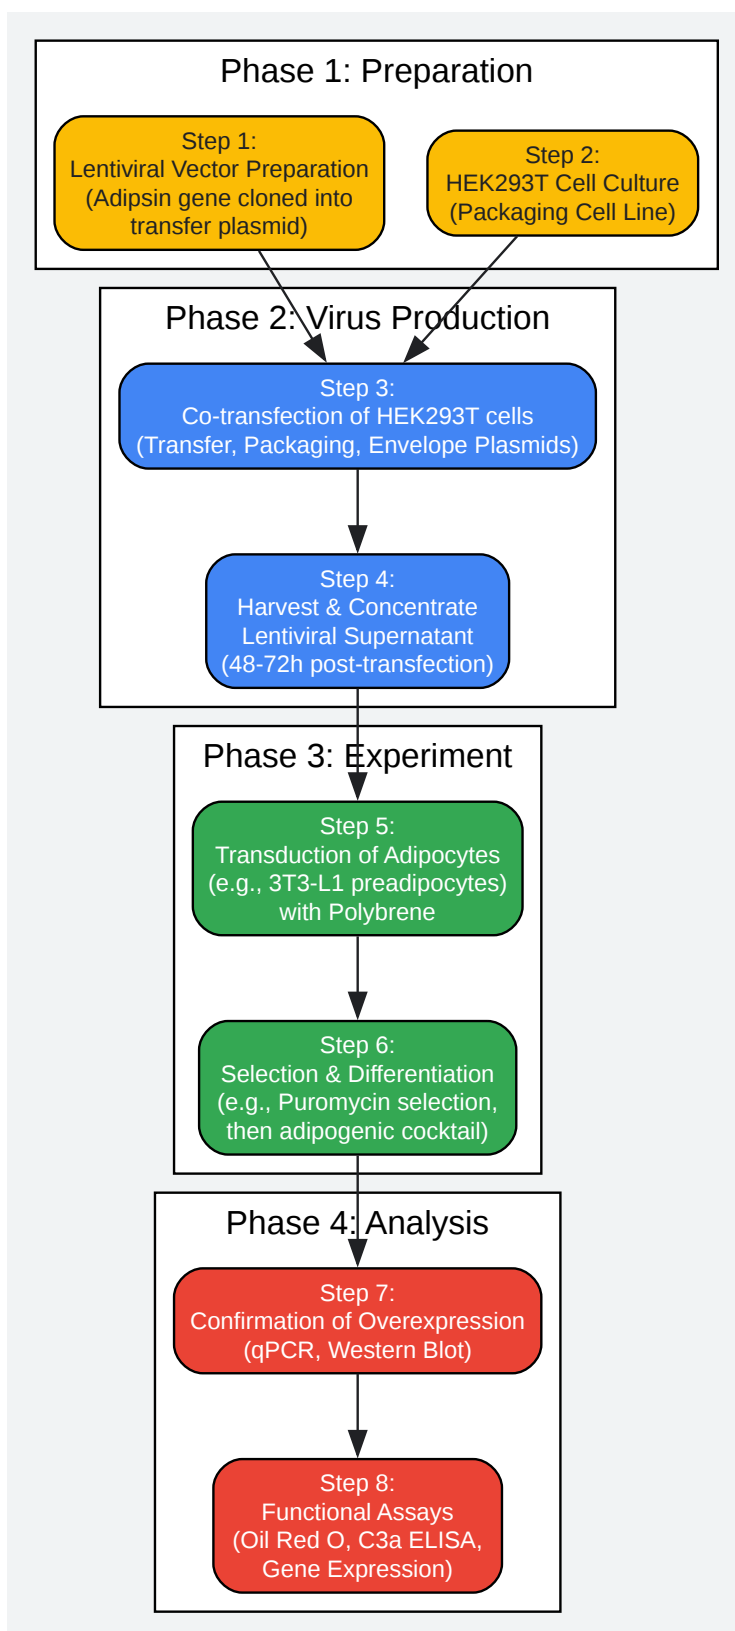 Phase 1: Preparation
Step 1:
Lentiviral Vector Preparation
(Adipsin gene cloned into
transfer plasmid)
Step 2:
HEK293T Cell Culture
(Packaging Cell Line)
Phase 2: Virus Production
Step 3:
Co-transfection of HEK293T cells
(Transfer, Packaging, Envelope Plasmids)
Step 4:
Harvest & Concentrate
Lentiviral Supernatant
(48-72h post-transfection)
Phase 3: Experiment
Step 5:
Transduction of Adipocytes
(e.g., 3T3-L1 preadipocytes)
with Polybrene
Step 6:
Selection & Differentiation
(e.g., Puromycin selection,
then adipogenic cocktail)
Phase 4: Analysis
Step 7:
Confirmation of Overexpression
(qPCR, Western Blot)
Step 8:
Functional Assays
(Oil Red O, C3a ELISA,
Gene Expression)